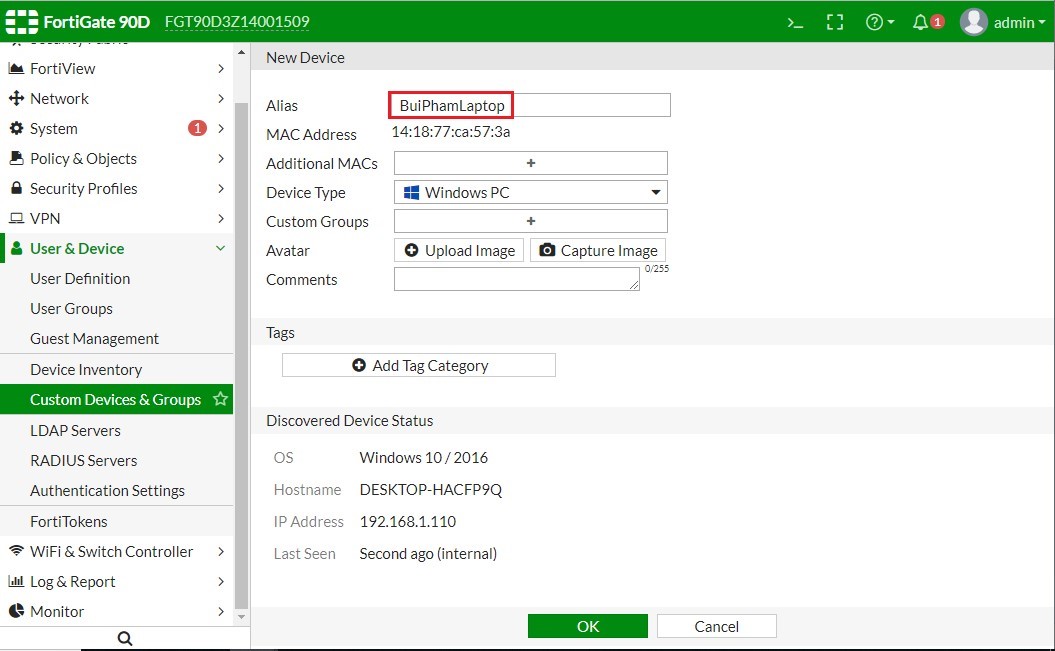 FortiGate 90D FGT90D3Z14001509 >_ ? 1 admin
Security Fabric
FortiView
Network
System 1
Policy & Objects
Security Profiles
VPN
User & Device
User Definition
User Groups
Guest Management
Device Inventory
Custom Devices & Groups
LDAP Servers
RADIUS Servers
Authentication Settings
FortiTokens
WiFi & Switch Controller
Log & Report
Monitor
New Device
Alias BuiPhamLaptop
MAC Address 14:18:77:ca:57:3a
Additional MACs +
Device Type Windows PC
Custom Groups +
Avatar Upload Image Capture Image
Comments 0/255
Tags
Add Tag Category
Discovered Device Status
OS Windows 10 / 2016
Hostname DESKTOP-HACFP9Q
IP Address 192.168.1.110
Last Seen Second ago (internal)
OK Cancel